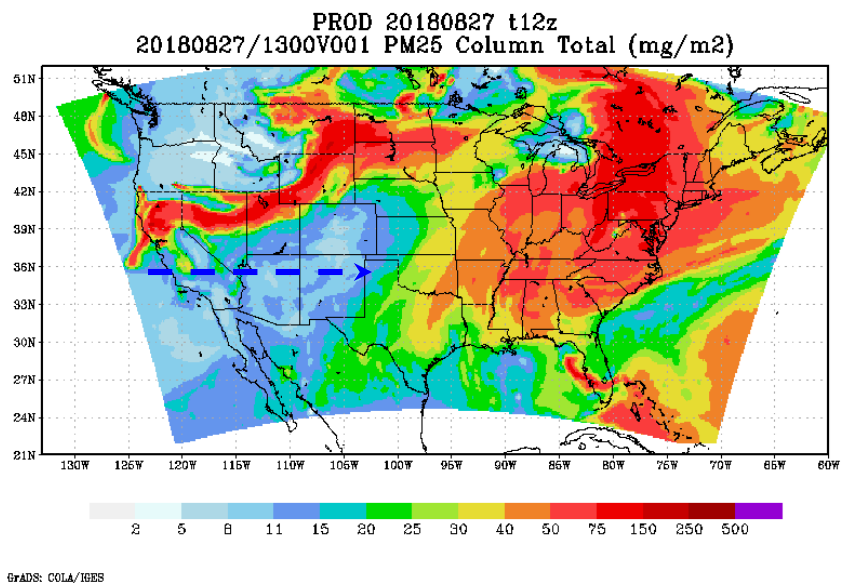 PROD 20180827 t12z
20180827/1300V001 PM25 Column Total (mg/m2)
51N
48N
45N
42N
39N
36N
33N
30N
27N
24N
21N
130W 125W 120W 115W 110W 105W 100W 95W 90W 85W 80W 75W 70W 65W 60W
2 5 8 11 15 20 25 30 40 50 75 150 250 500
GrADS: COLA/IGES